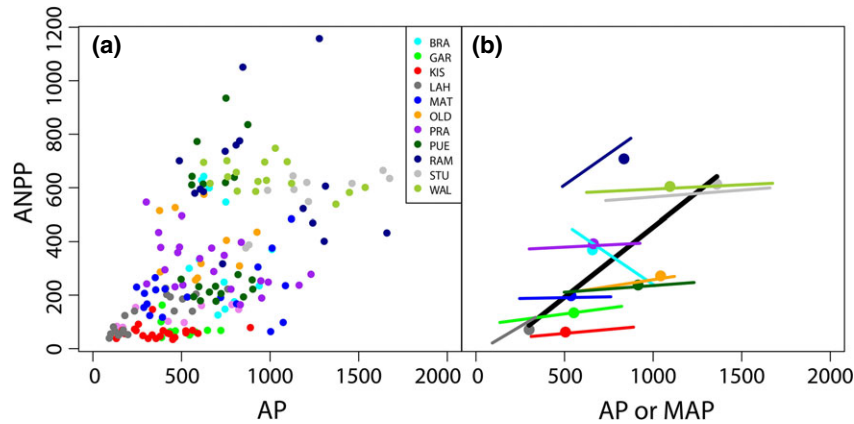 (a)
(b)
ANPP
1200
1000
800
600
400
200
0
BRA
GAR
KIS
LAH
MAT
OLD
PRA
PUE
RAM
STU
WAL
0 500 1000 1500 2000
0 500 1000 1500 2000
AP
AP or MAP